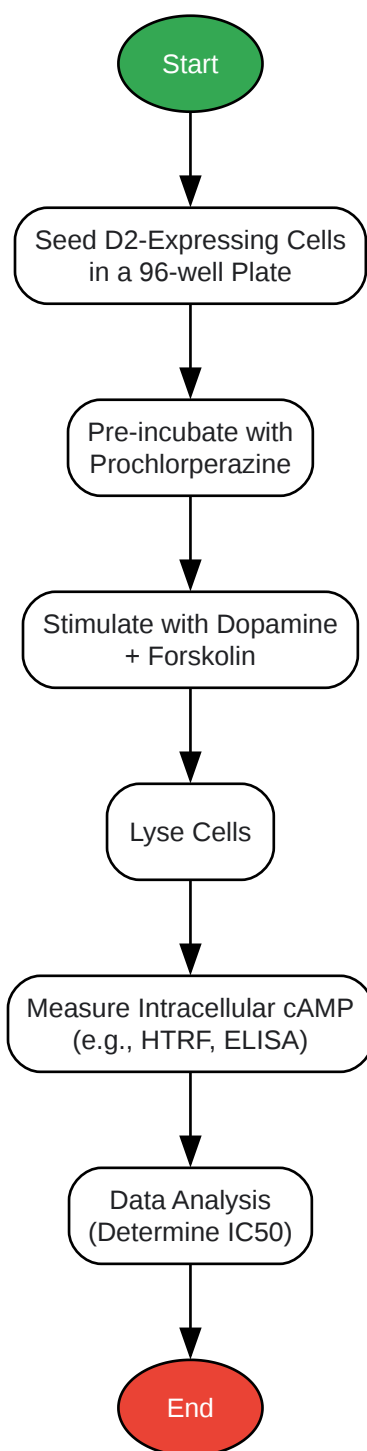 Start
Seed D2-Expressing Cells
in a 96-well Plate
Pre-incubate with
Prochlorperazine
Stimulate with Dopamine
+ Forskolin
Lyse Cells
Measure Intracellular cAMP
(e.g., HTRF, ELISA)
Data Analysis
(Determine IC50)
End